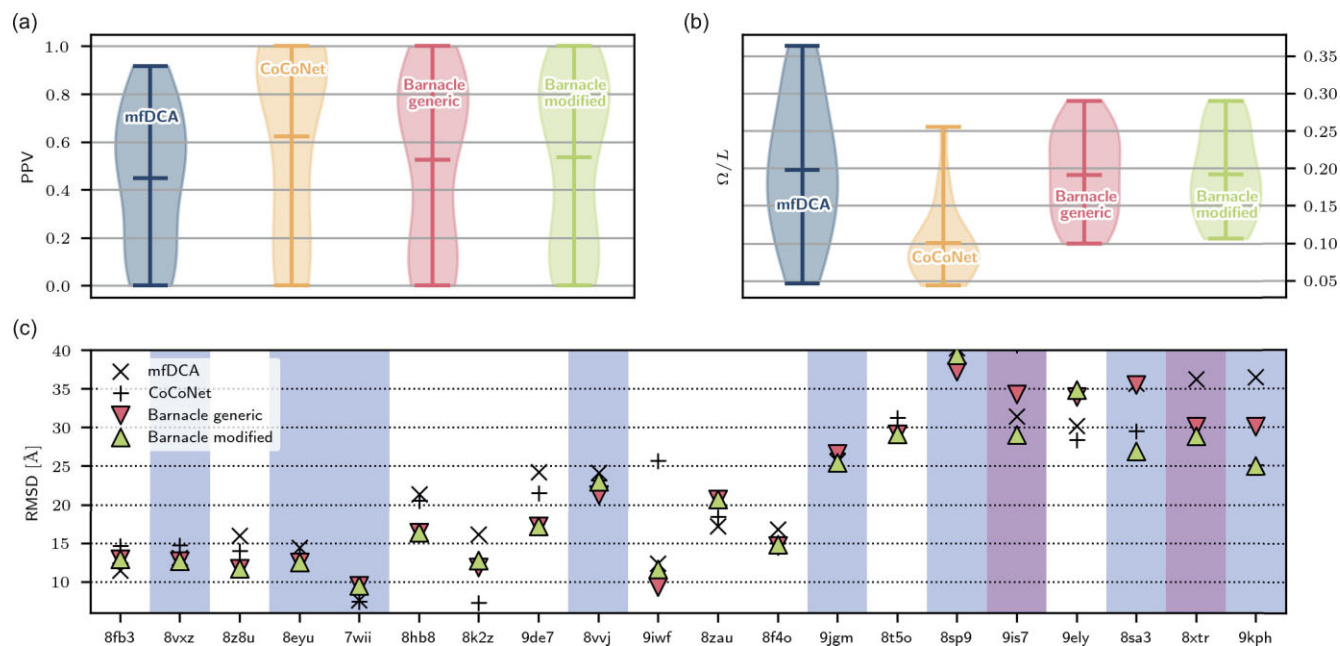 (a)
1.0
0.8
0.6
0.4
0.2
0.0
PPV
mfDCA
CoCoNet
Barnacle
generic
Barnacle
modified
(b)
Ω/L
mfDCA
CoCoNet
Barnacle
generic
Barnacle
modified
0.35
0.30
0.25
0.20
0.15
0.10
0.05
(c)
RMSD [Å]
40
35
30
25
20
15
10
mfDCA
CoCoNet
Barnacle generic
Barnacle modified
8fb3 8vxz 8z8u 8eyu 7wii 8hb8 8k2z 9de7 8vvj 9iwf 8zau 8f4o 9jgm 8t5o 8sp9 9is7 9ely 8sa3 8xtr 9kph